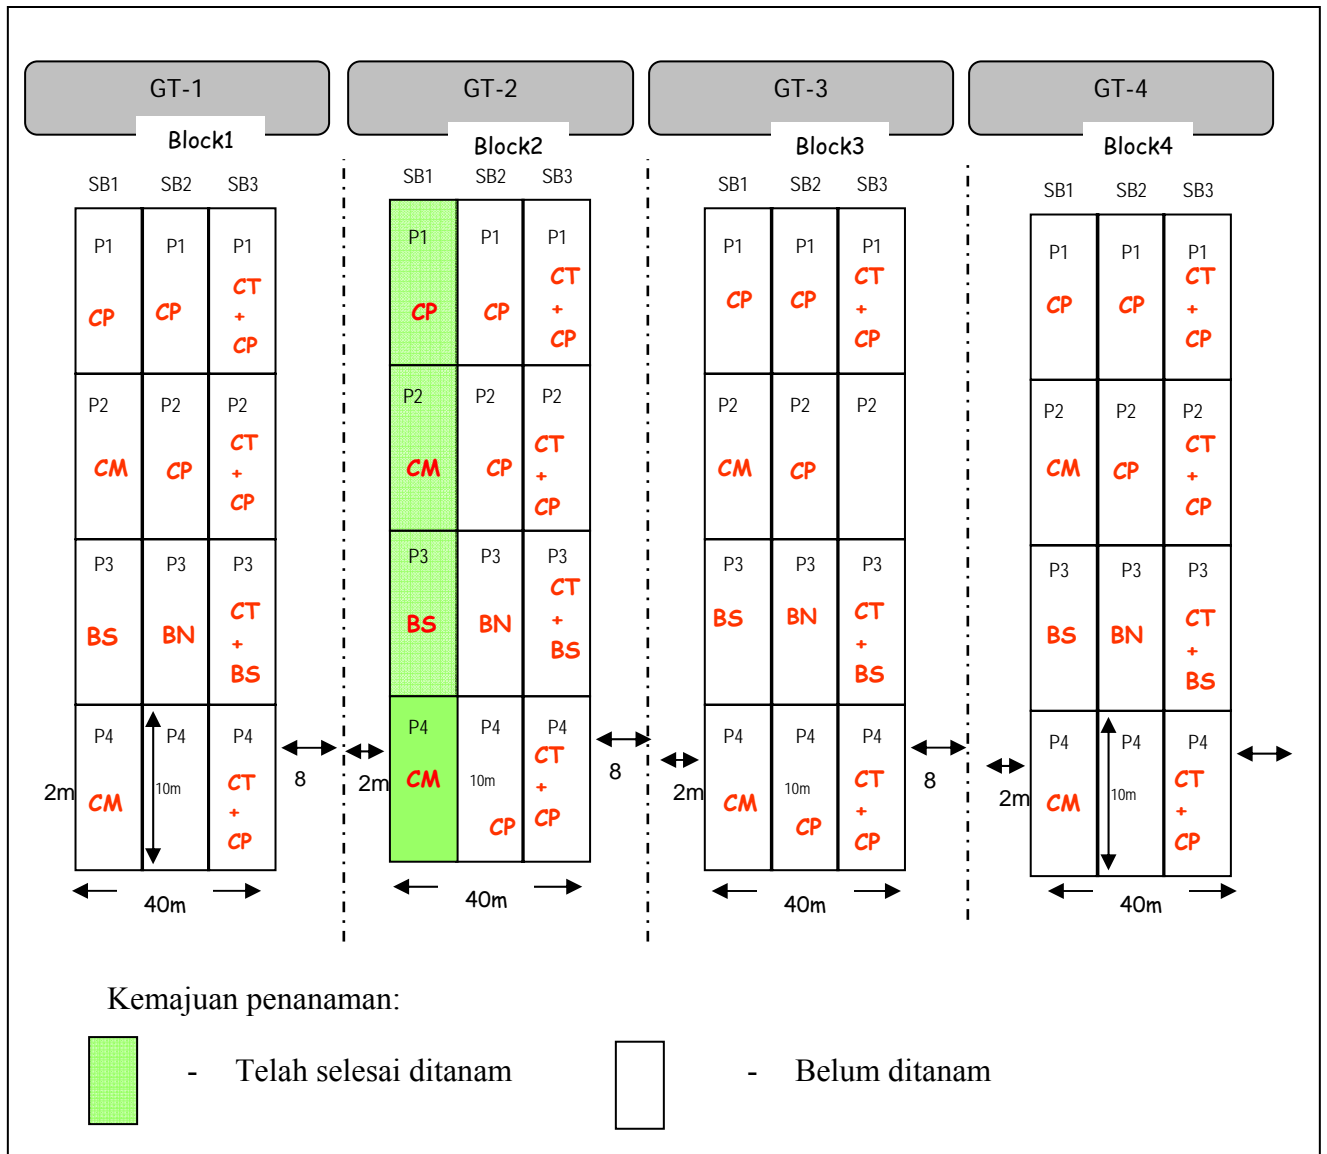 GT-1 GT-2 GT-3 GT-4
Block1 Block2 Block3 Block4
SB1 SB2 SB3 SB1 SB2 SB3 SB1 SB2 SB3 SB1 SB2 SB3
P1 P1 P1 P1 P1 P1 P1 P1 P1 P1 P1 P1
CP CP CT + CP CP CP CT + CP CP CP CT + CP CP CP CT + CP
P2 P2 P2 P2 P2 P2 P2 P2 P2 P2 P2 P2
CM CP CT + CP CM CP CT + CP CM CP CM CP CT + CP
P3 P3 P3 P3 P3 P3 P3 P3 P3 P3 P3 P3
BS BN CT + BS BS BN CT + BS BS BN CT + BS BS BN CT + BS
P4 P4 P4 P4 P4 P4 P4 P4 P4 P4 P4 P4
2m CM 10m CT + CP 8 2m CM 10m CP CT + CP 8 2m CM 10m CP CT + CP 8 2m CM 10m CT + CP
40m 40m 40m 40m
Kemajuan penanaman:
- Telah selesai ditanam - Belum ditanam